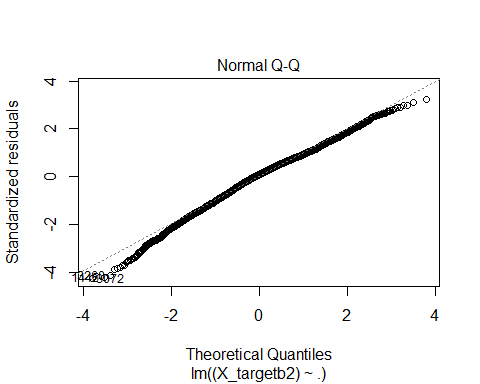 Normal Q-Q
Standardized residuals
4
2
0
-2
-4
-4
-2
0
2
4
Theoretical Quantiles
lm((X_targetb2) ~ .)